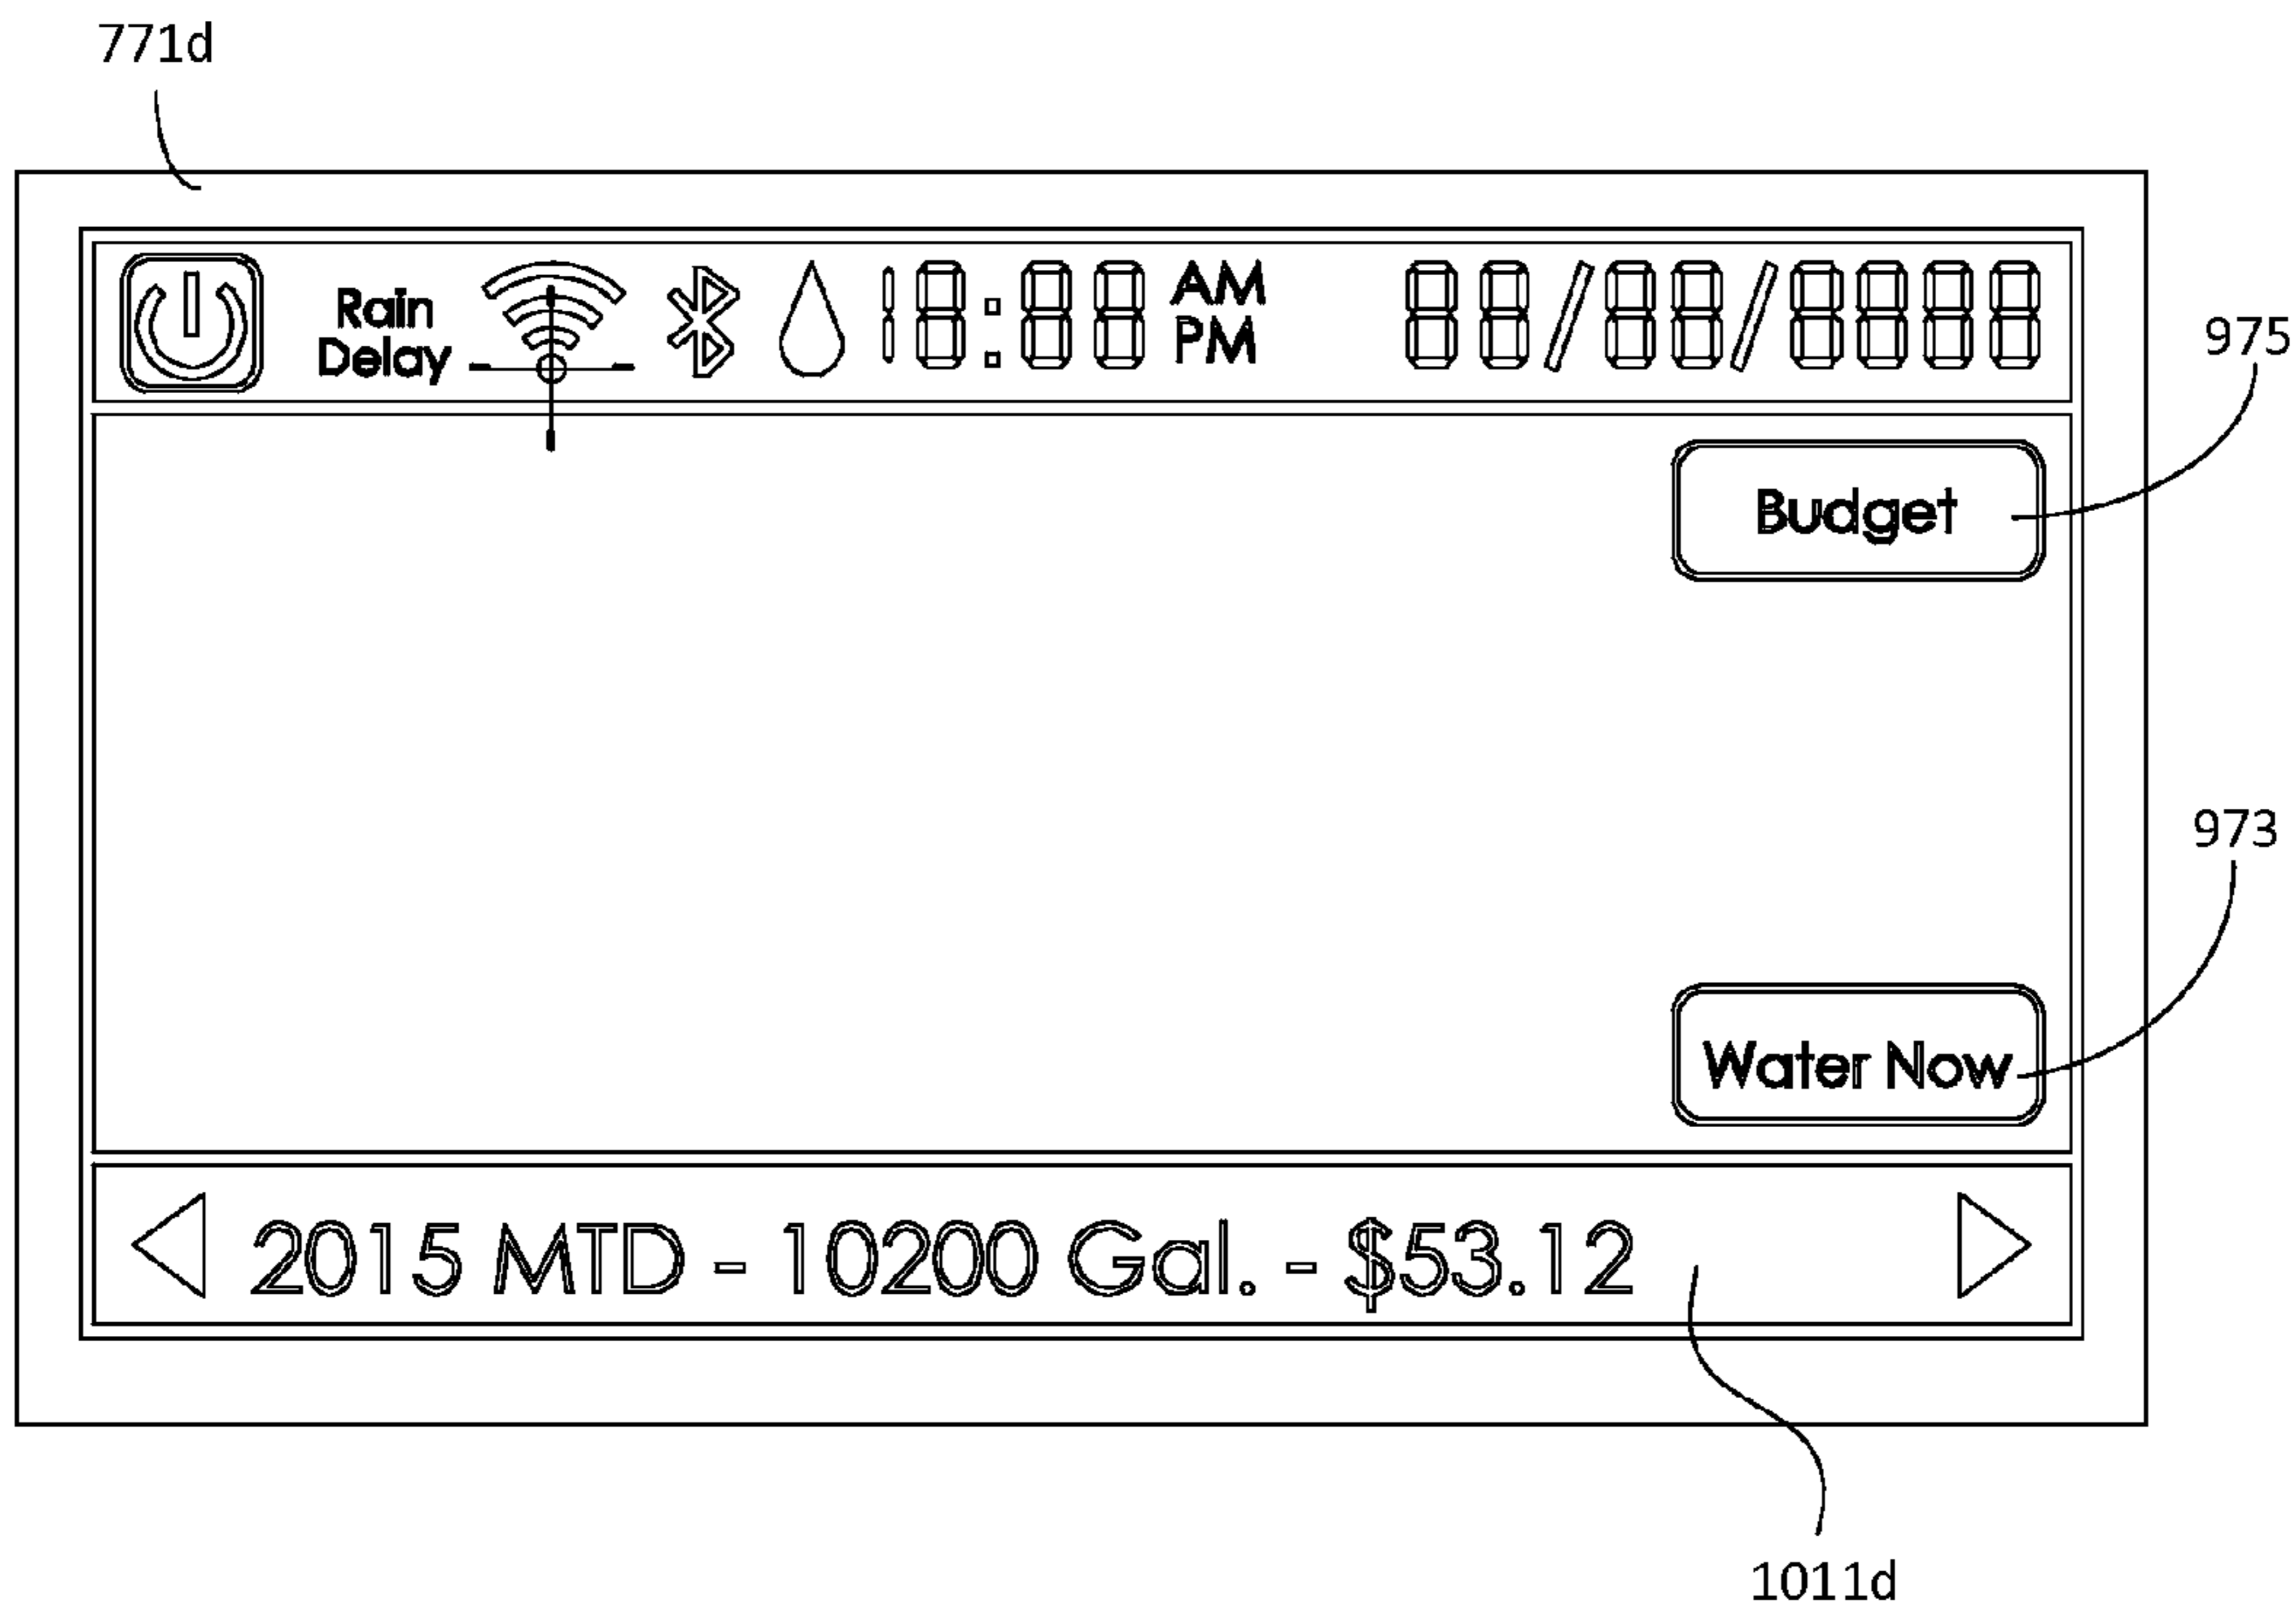 771d
Rain
Delay
18:88
AM
PM
88/88/8888
975
Budget
973
Water Now
2015 MTD - 10200 Gal. - $53.12
1011d